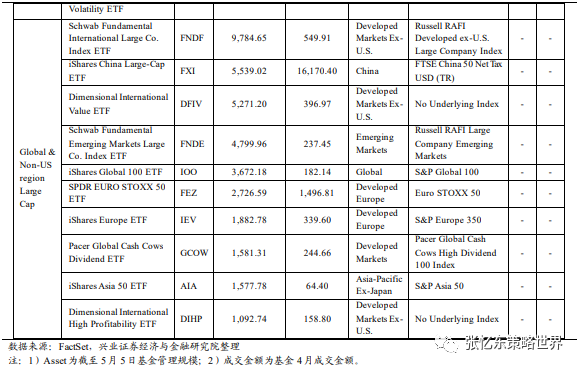 Volatility ETF
Schwab Fundamental
International Large Co.
Index ETF
FNDF
9,784.65
549.91
Developed
Markets Ex-
U.S.
Russell RAFI
Developed ex-U.S.
Large Company Index
-
-
iShares China Large-Cap
ETF
FXI
5,539.02
16,170.40
China
FTSE China 50 Net Tax
USD (TR)
-
-
Dimensional International
Value ETF
DFIV
5,271.20
396.97
Developed
Markets Ex-
U.S.
No Underlying Index
-
-
Schwab Fundamental
Emerging Markets Large
Co. Index ETF
FNDE
4,799.96
237.45
Emerging
Markets
Russell RAFI Large
Company Emerging
Markets
-
-
Global &
Non-US
region
Large
Cap
iShares Global 100 ETF
IOO
3,672.18
182.14
Global
S&P Global 100
-
-
SPDR EURO STOXX 50
ETF
FEZ
2,726.59
1,496.81
Developed
Europe
Euro STOXX 50
-
-
iShares Europe ETF
IEV
1,882.78
339.60
Developed
Europe
S&P Europe 350
-
-
Pacer Global Cash Cows
Dividend ETF
GCOW
1,581.31
244.66
Developed
Markets
Pacer Global Cash
Cows High Dividend
100 Index
-
-
iShares Asia 50 ETF
AIA
1,577.78
64.40
Asia-Pacific
Ex-Japan
S&P Asia 50
-
-
Dimensional International
High Profitability ETF
DIHP
1,092.74
158.80
Developed
Markets Ex-
U.S.
No Underlying Index
-
-
数据来源：FactSet，兴业证券经济与金融研究院整理
注：1）Asset 为截至 5 月 5 日基金管理规模；2）成交金额为基金 4 月成交金额。
张忆东策略世界